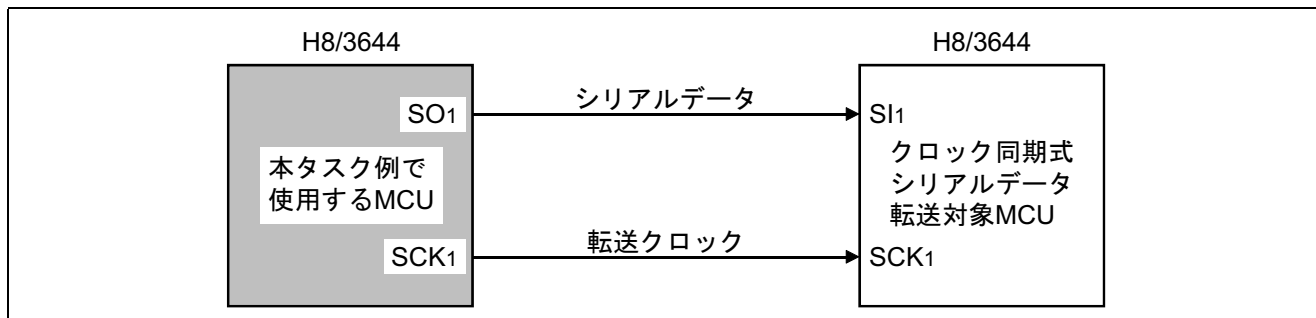 H8/3644
H8/3644
SO1
シリアルデータ
SI1
本タスク例で
使用するMCU
クロック同期式
シリアルデータ
転送対象MCU
SCK1
転送クロック
SCK1